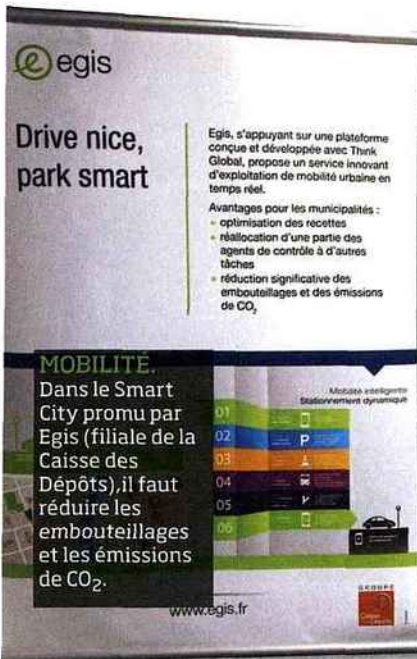 egis
Drive nice,
park smart
Egis, s'appuyant sur une plateforme
conçue et développée avec Think
Global, propose un service innovant
d'exploitation de mobilité urbaine en
temps réel.
Avantages pour les municipalités :
optimisation des recettes
réallocation d'une partie des
agents de contrôle à d'autres
tâches
réduction significative des
embouteillages et des émissions
de CO₂
MOBILITÉ.
Dans le Smart
City promu par
Egis (filiale de la
Caisse des
Dépôts),il faut
réduire les
embouteillages
et les émissions
de CO₂.
Mobilité intelligente
Stationnement dynamique
01
02
P
03
04
05
06
www.egis.fr
GROUPE